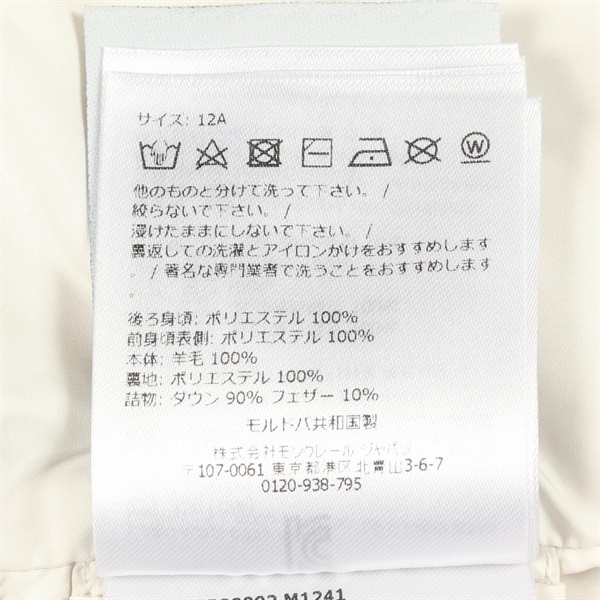 サイズ: 12A
W
他のものと分けて洗って下さい。 /
絞らないで下さい。 /
浸けたままにしないで下さい。 /
裏返しての洗濯とアイロンかけをおすすめします
。 / 著名な専門業者で洗うことをおすすめします
。
後ろ身頃: ポリエステル 100%
前身頃表側: ポリエステル 100%
本体: 羊毛 100%
裏地: ポリエステル 100%
詰物: ダウン 90% フェザー 10%
モルドバ共和国製
株式会社モンクレール ジャパン
〒107-0061 東京都港区北青山3-6-7
0120-938-795
M1241